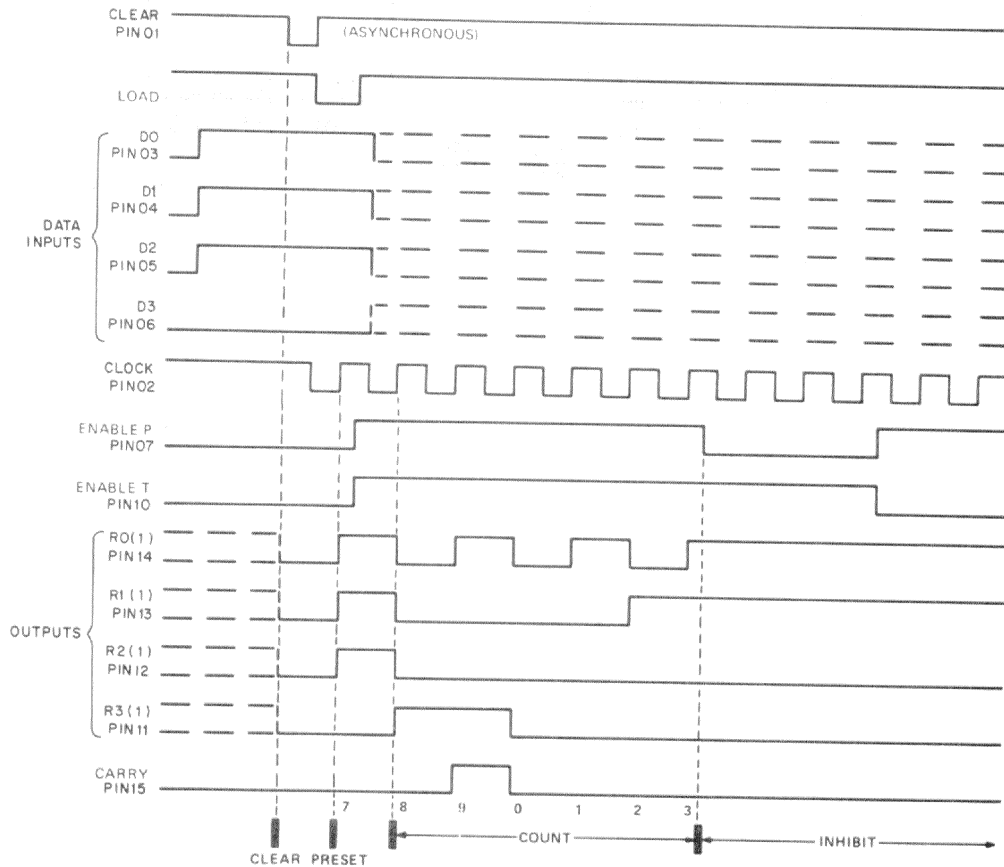 CLEAR
PIN 01
(ASYNCHRONOUS)
LOAD
DATA
INPUTS
D0
PIN 03
D1
PIN 04
D2
PIN 05
D3
PIN 06
CLOCK
PIN 02
ENABLE P
PIN 07
ENABLE T
PIN 10
OUTPUTS
R0 (1)
PIN 14
R1 (1)
PIN 13
R2 (1)
PIN 12
R3 (1)
PIN 11
CARRY
PIN 15
7 8 9 0 1 2 3
CLEAR PRESET
COUNT
INHIBIT